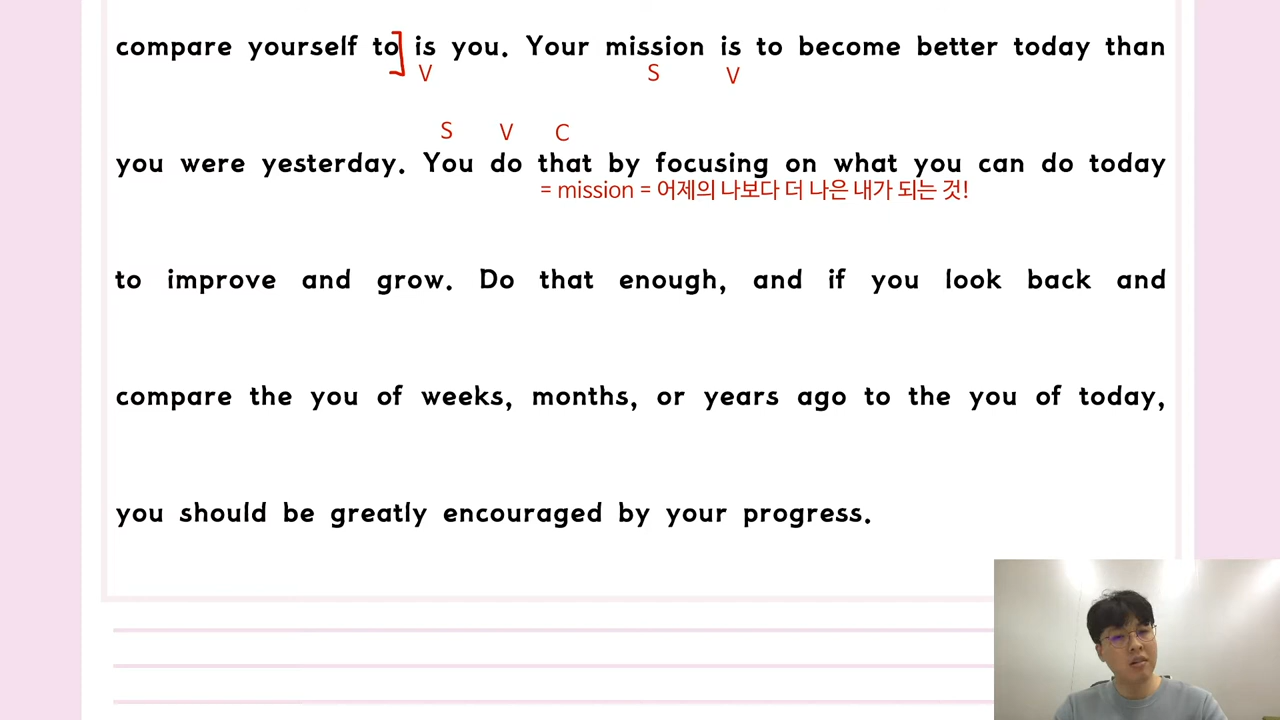 compare yourself to] is you. Your mission is to become better today than
V S V
S V C
you were yesterday. You do that by focusing on what you can do today
= mission = 어제의 나보다 더 나은 내가 되는 것!
to improve and grow. Do that enough, and if you look back and
compare the you of weeks, months, or years ago to the you of today,
you should be greatly encouraged by your progress.